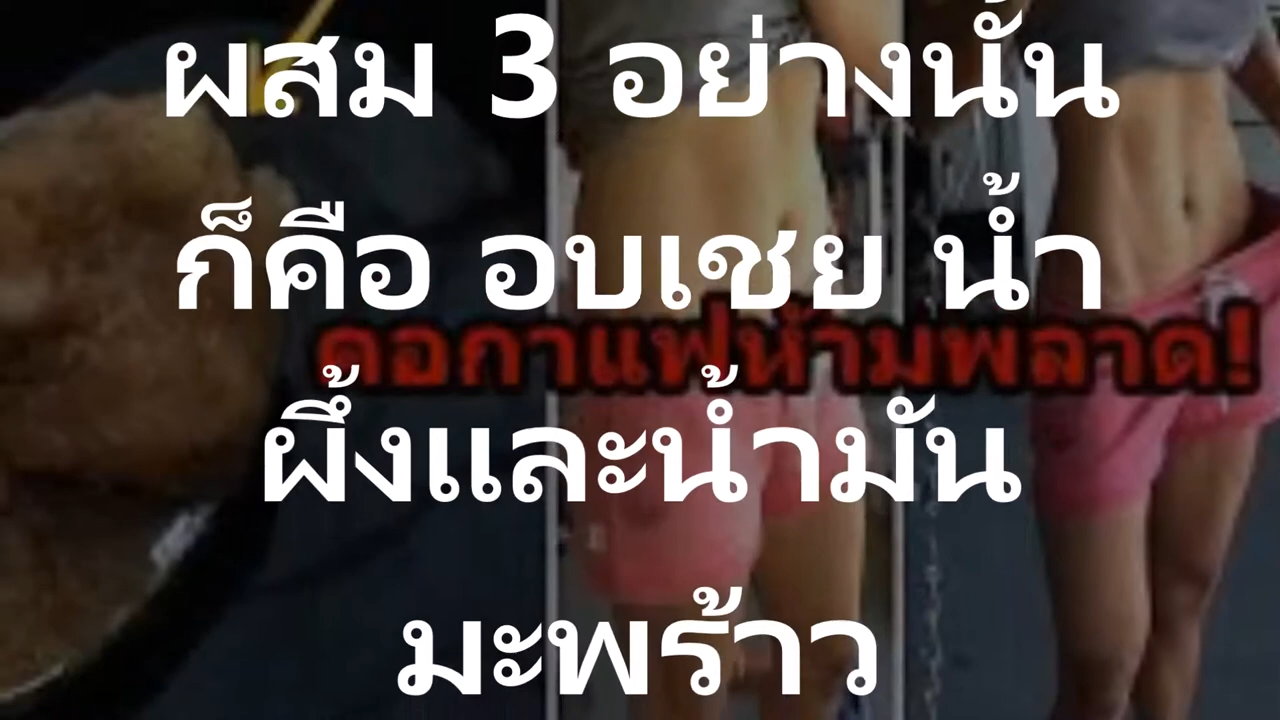 ผสม 3 อย่างนั้น
ก็คือ อบเชย น้ำ
คอกาแฟห้ามพลาด!
ผึ้งและน้ำมัน
มะพร้าว